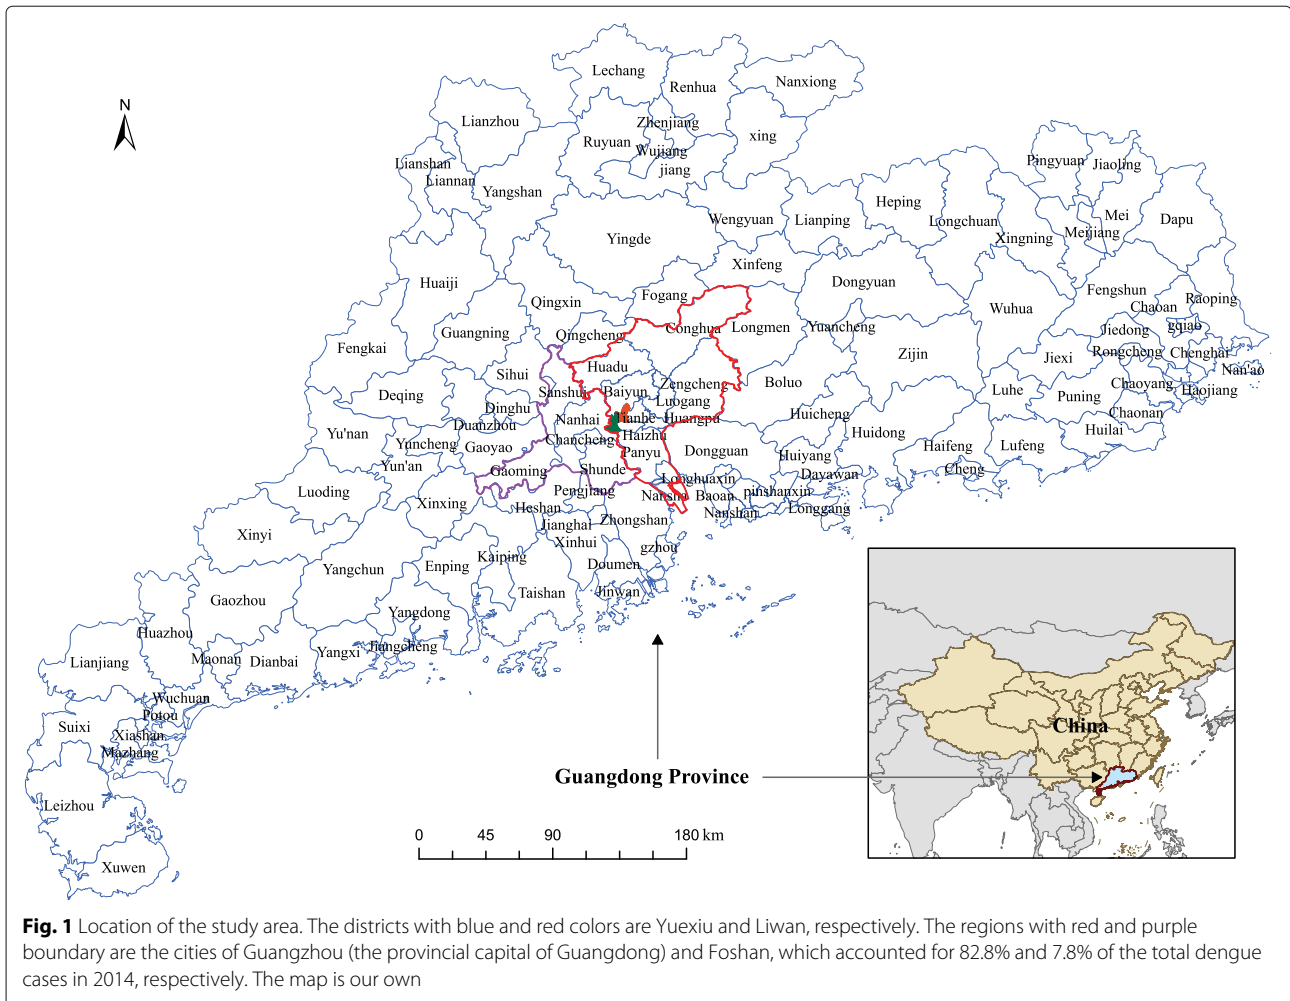 N
Lechang
Renhua
Nanxiong
Lianzhou
Zhenjiang
Ruyuan
xing
Wujiang
jiang
Lianshan
Liannan
Yangshan
Pingyuan
Jiaoling
Heping
Wengyuan
Lianping
Longchuan
Mei
Dapu
Meijiang
Xingning
Yingde
Xinfeng
Huaiji
Dongyuan
Fogang
Qingxin
Wuhua
Fengshun
Chaoan
Raoping
Guangning
Qingcheng
Conghua
Longmen
Yuancheng
Jiedong
gqiao
Fengkai
Zijin
Jiexi
Rongcheng
Chenghai
Huadu
Nan'ao
Sihui
Sanshui
Baiyun
Zengcheng
Boluo
Luhe
Puning
Chaoyang
Haojiang
Deqing
Luogang
Dinghu
Chaonan
Duanzhou
Nanhai
ianhe
Huangpu
Huicheng
Huilai
Yu'nan
Yuncheng
Gaoyao
Chancheng
Haizhu
Huidong
Haifeng
Lufeng
Panyu
Dongguan
Huiyang
Yun'an
Gaoming
Shunde
Longhuaxin
Dayawan
Cheng
Luoding
Xinxing
Pengjiang
Nansha
Baoan
pinshanxin
Heshan
Nanshan
Longgang
Jianghai
Zhongshan
Xinyi
Xinhui
gzhou
Kaiping
Enping
Doumen
Yangchun
Taishan
Jinwan
Gaozhou
Yangdong
Huazhou
Jiangcheng
Lianjiang
Maonan
Dianbai
Yangxi
Wuchuan
Potou
Suixi
Xiashan
Mazhang
Leizhou
Xuwen
China
Guangdong Province
0 45 90 180 km
Fig. 1 Location of the study area. The districts with blue and red colors are Yuexiu and Liwan, respectively. The regions with red and purple
boundary are the cities of Guangzhou (the provincial capital of Guangdong) and Foshan, which accounted for 82.8% and 7.8% of the total dengue
cases in 2014, respectively. The map is our own